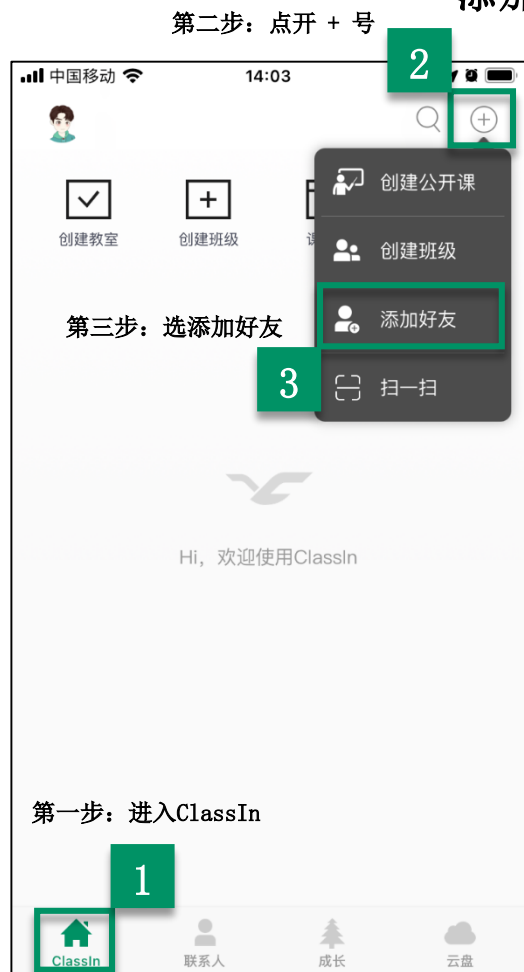 添加
第二步：点开 + 号
2
中国移动
14:03
创建公开课
创建教室
创建班级
创建班级
第三步：选添加好友
添加好友
3
扫一扫
Hi，欢迎使用ClassIn
第一步：进入ClassIn
1
ClassIn
联系人
成长
云盘